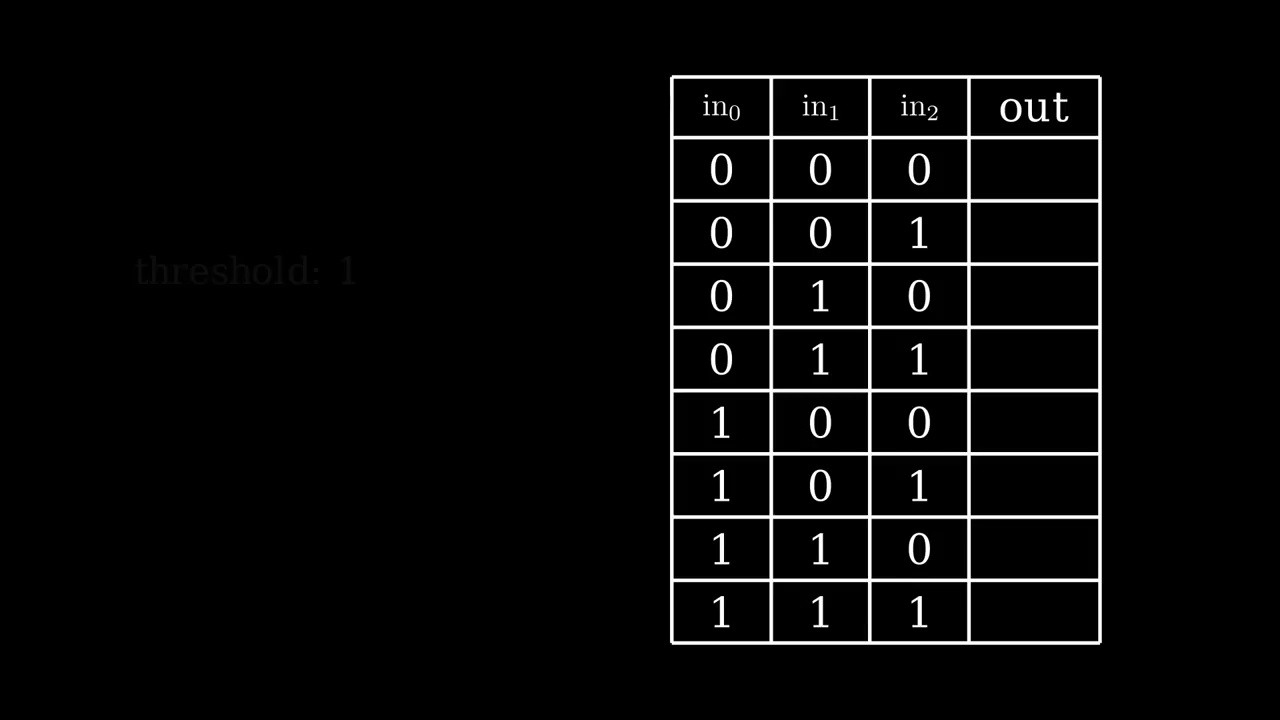 in₀ in₁ in₂ out
0 0 0
0 0 1
0 1 0
threshold: 1
0 1 1
1 0 0
1 0 1
1 1 0
1 1 1